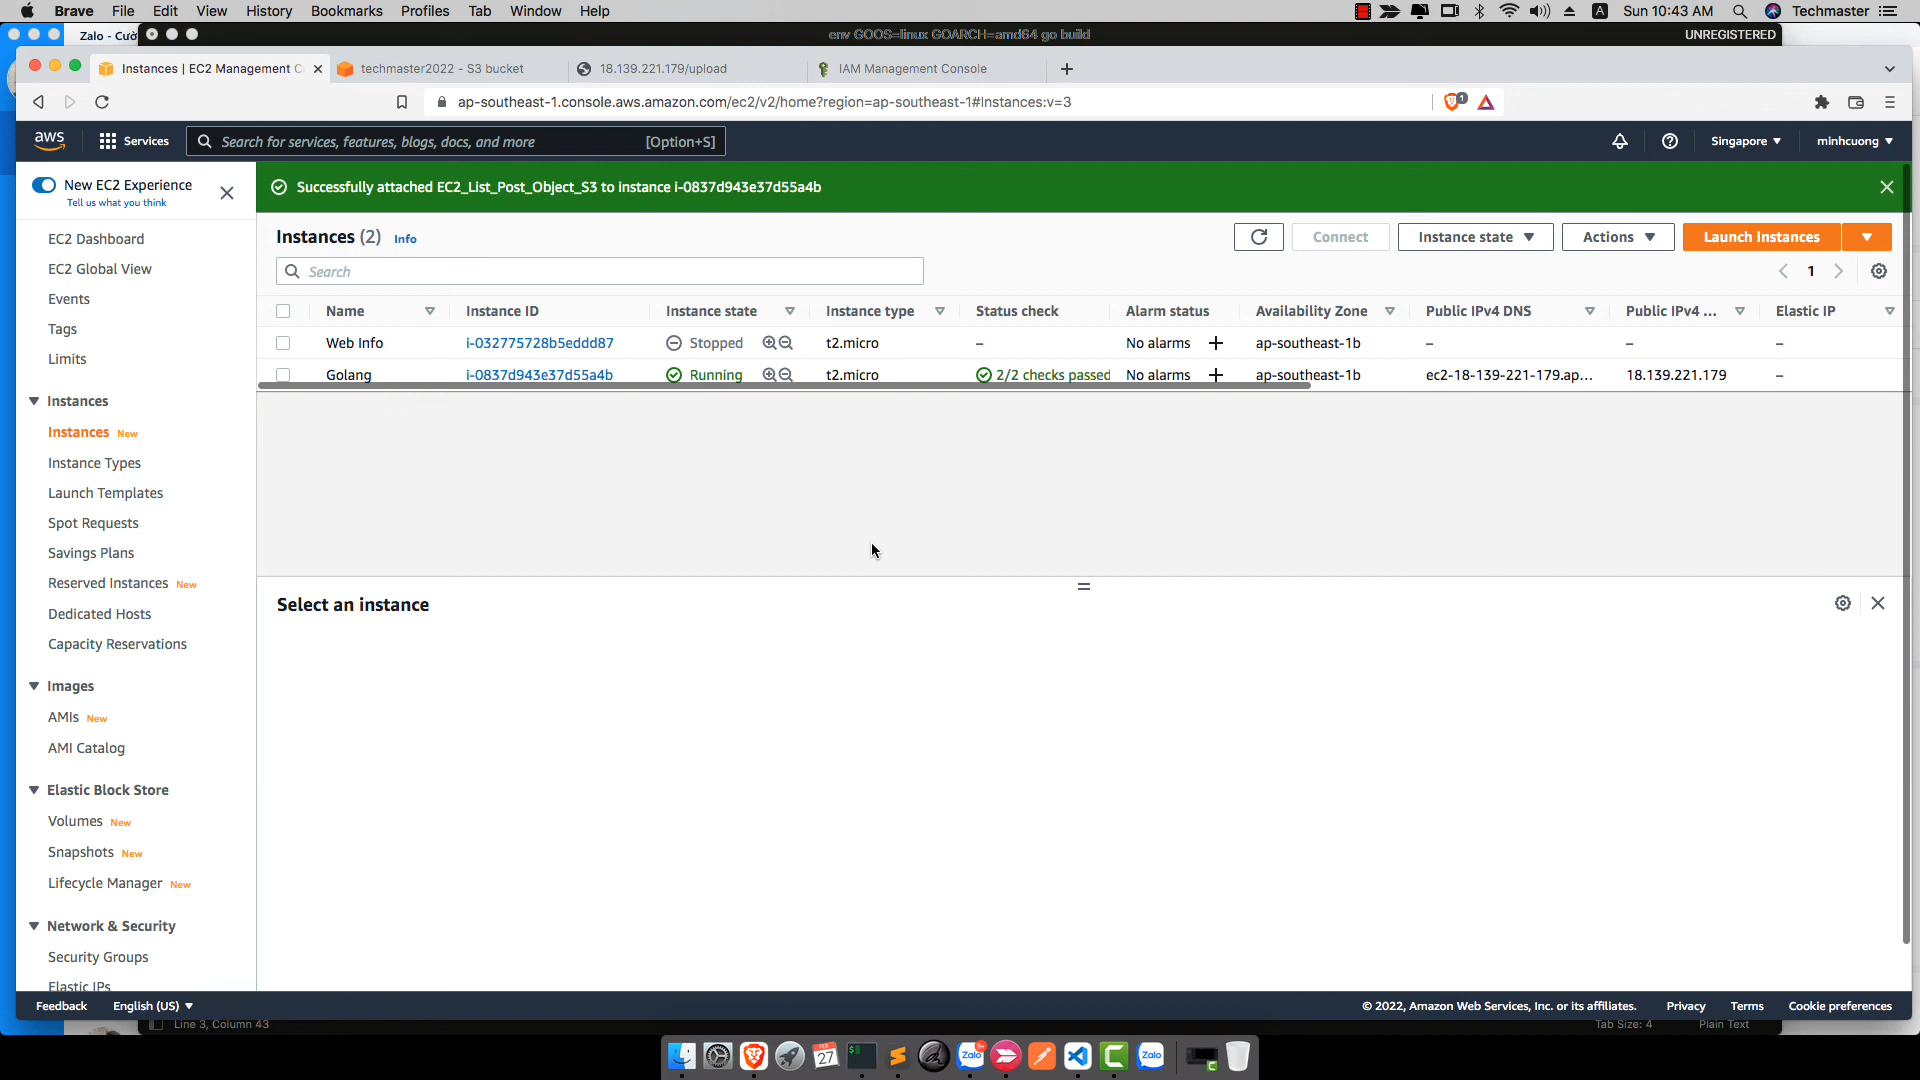 Brave File Edit View History Bookmarks Profiles Tab Window Help
A Sun 10:43 AM Techmaster
Zalo - Cườ
env GOOS=linux GOARCH=amd64 go build
UNREGISTERED
Instances | EC2 Management C
techmaster2022 - S3 bucket
18.139.221.179/upload
IAM Management Console
ap-southeast-1.console.aws.amazon.com/ec2/v2/home?region=ap-southeast-1#Instances:v=3
1
aws Services Search for services, features, blogs, docs, and more [Option+S] Singapore ▼ minhcuong ▼
New EC2 Experience
Tell us what you think
EC2 Dashboard
EC2 Global View
Events
Tags
Limits
Instances
Instances New
Instance Types
Launch Templates
Spot Requests
Savings Plans
Reserved Instances New
Dedicated Hosts
Capacity Reservations
Images
AMIs New
AMI Catalog
Elastic Block Store
Volumes New
Snapshots New
Lifecycle Manager New
Network & Security
Security Groups
Elastic IPs
Successfully attached EC2_List_Post_Object_S3 to instance i-0837d943e37d55a4b
Instances (2) Info
Connect Instance state Actions Launch instances
Search
1
Name Instance ID Instance state Instance type Status check Alarm status Availability Zone Public IPv4 DNS Public IPv4 ... Elastic IP
Web Info i-032775728b5eddd87 Stopped t2.micro – No alarms + ap-southeast-1b – – –
Golang i-0837d943e37d55a4b Running t2.micro 2/2 checks passed No alarms + ap-southeast-1b ec2-18-139-221-179.ap... 18.139.221.179 –
Select an instance
Feedback English (US) ▼ © 2022, Amazon Web Services, Inc. or its affiliates. Privacy Terms Cookie preferences
Line 3, Column 43 Tab Size: 4 Plain Text
FEB
27
Zalo
Zalo